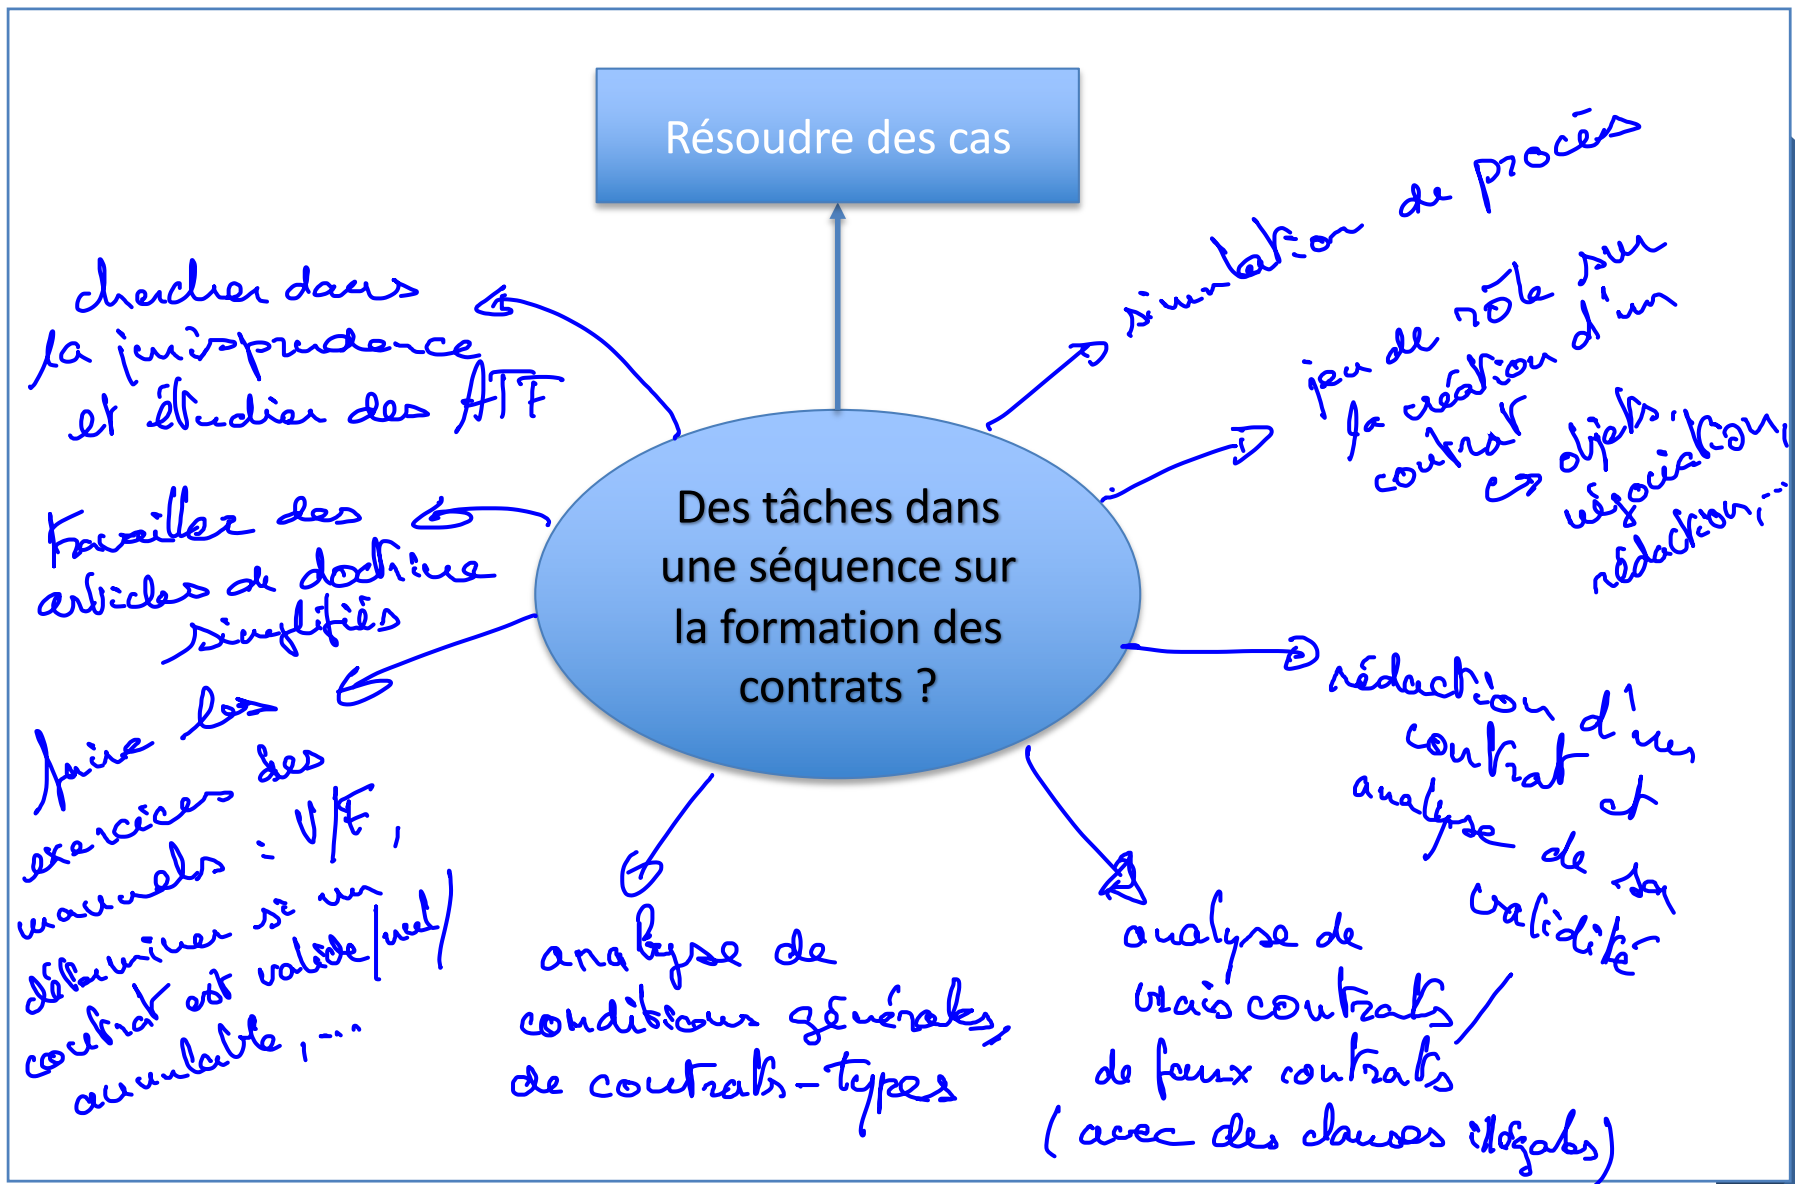 Résoudre des cas
Des tâches dans
une séquence sur
la formation des
contrats ?
chercher dans
la jurisprudence
et étudier des ATF
travailler des
articles de doctrine
simplifiés
faire les
exercices des
manuels : V/F,
déterminer si un
contrat est valide/nul/
annulable, ...
analyse de
conditions générales,
de contrats-types
analyse de
vrais contrats /
de faux contrats
(avec des clauses illégales)
rédaction d'un
contrat et
analyse de sa
validité
jeu de rôle sur
la création d'un
contrat
→ objets,
négociation,
rédaction, ...
simulation de procès